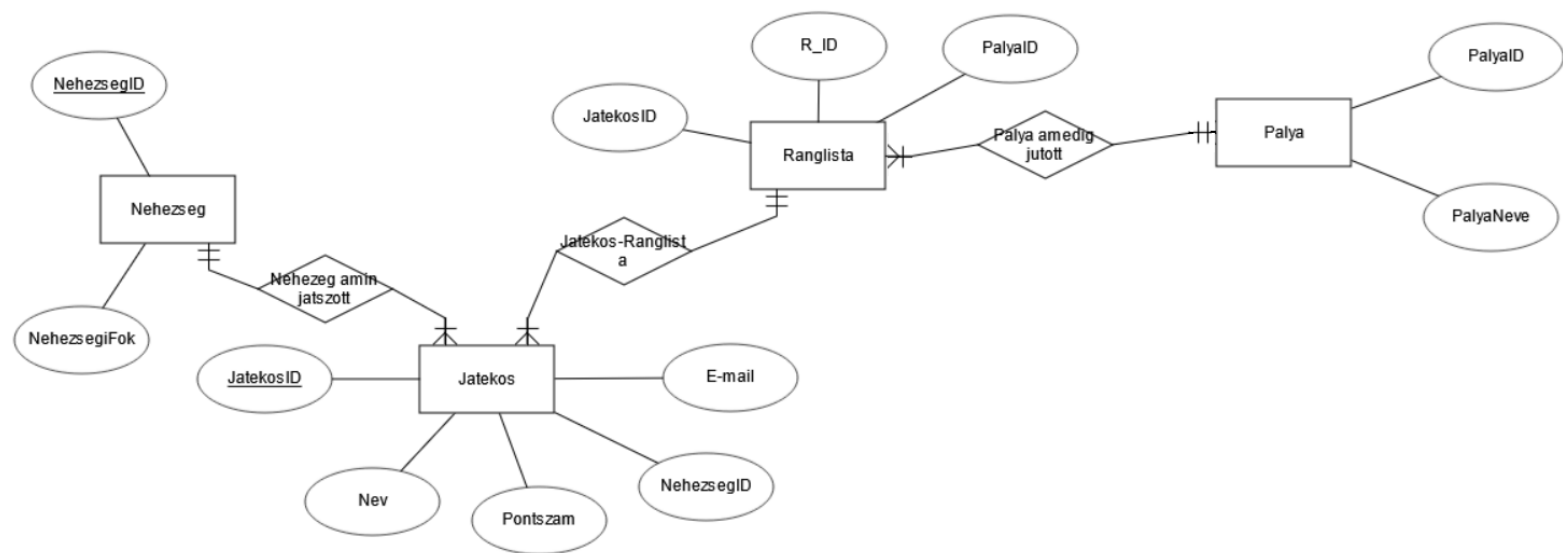 R_ID
PalyaID
PalyaID
NehezsegID
JatekosID
Palya
Palya amedig
jutott
Ranglista
Nehezseg
PalyaNeve
Jatekos-Ranglist
a
Nehezeg amin
jatszott
NehezsegiFok
JatekosID
Jatekos
E-mail
NehezsegID
Nev
Pontszam